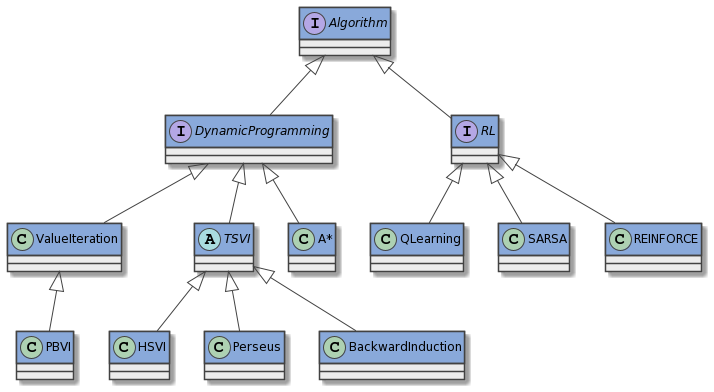 I Algorithm
I DynamicProgramming
I RL
C ValueIteration
A TSVI
C A*
C QLearning
C SARSA
C REINFORCE
C PBVI
C HSVI
C Perseus
C BackwardInduction